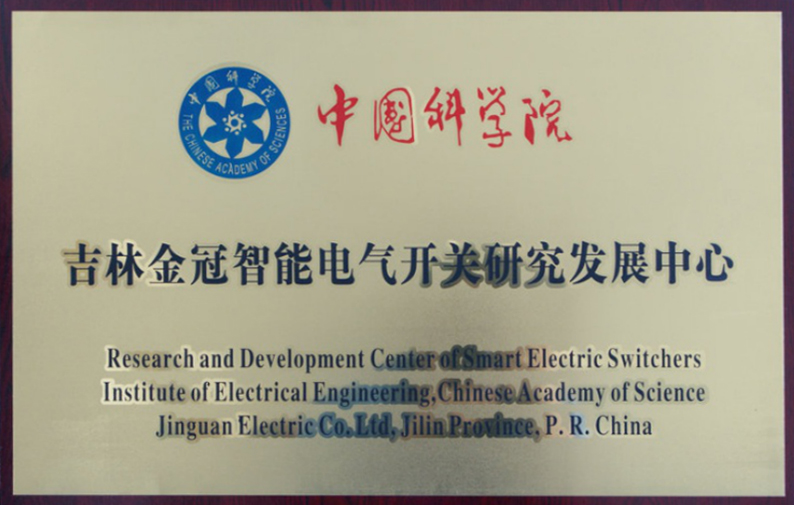 中国科学院
THE CHINESE ACADEMY OF SCIENCES
中國科学院
吉林金冠智能电气开关研究发展中心
Research and Development Center of Smart Electric Switchers
Institute of Electrical Engineering,Chinese Academy of Science
Jinguan Electric Co.Ltd, Jilin Province, P. R. China